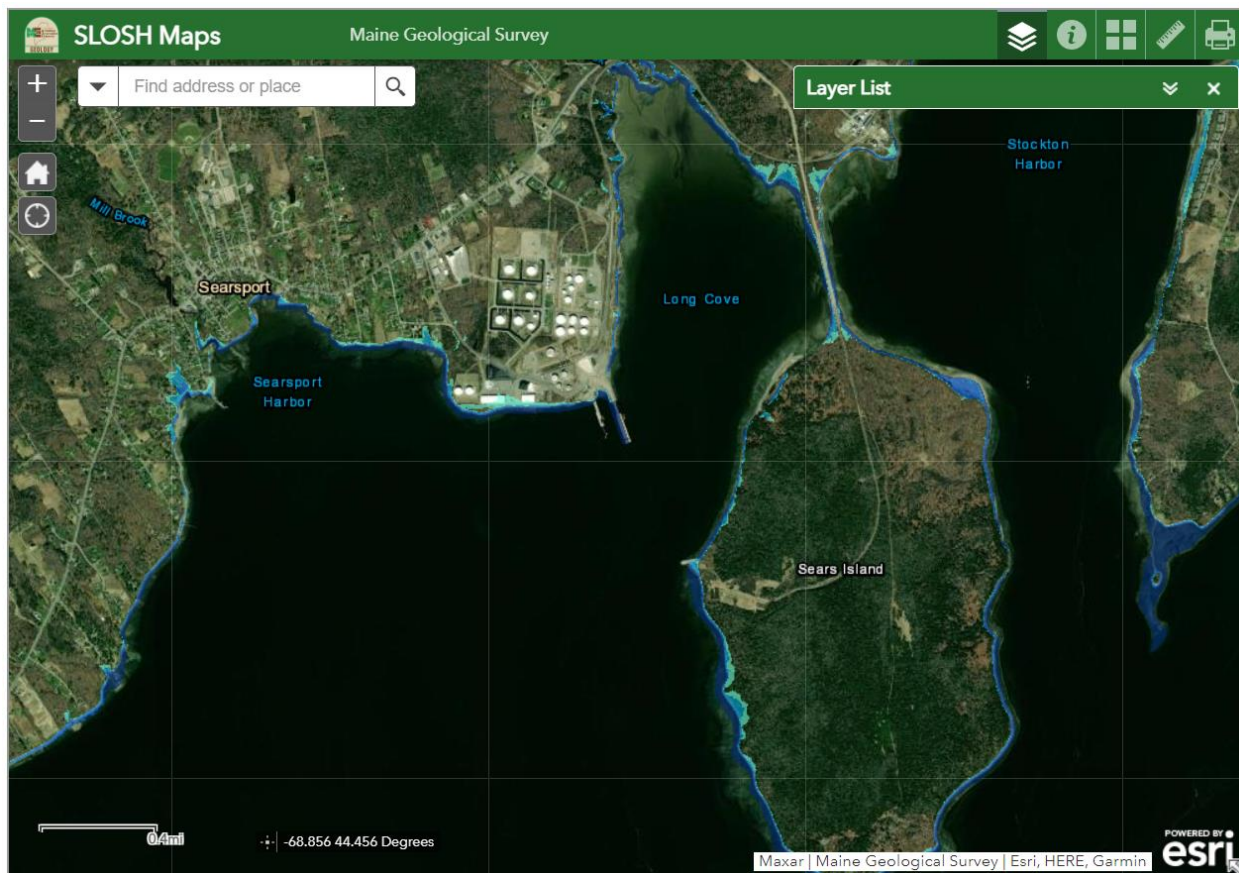 SLOSH Maps
Maine Geological Survey
GEOLOGY
+
Find address or place
−
Layer List
Stockton
Harbor
Mill Brook
Searsport
Long Cove
Searsport
Harbor
Sears Island
0.4mi
-68.856 44.456 Degrees
POWERED BY
esri
Maxar | Maine Geological Survey | Esri, HERE, Garmin